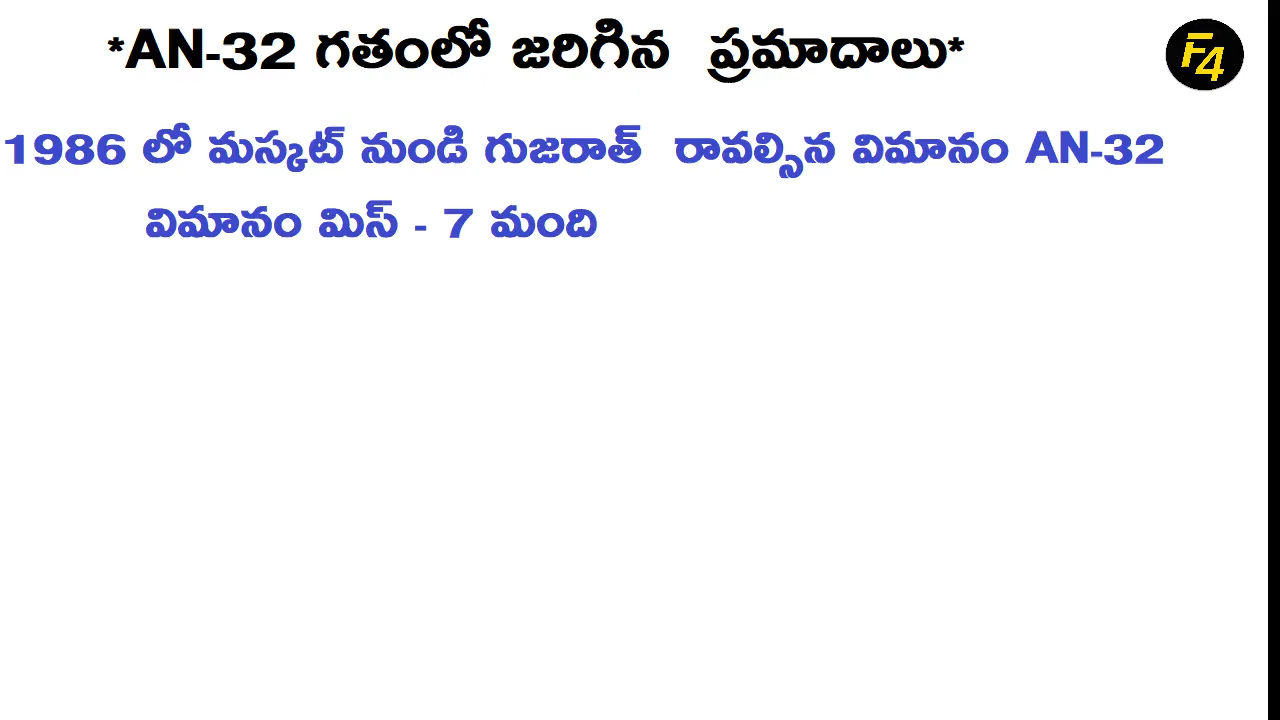 *AN-32 గతంలో జరిగిన ప్రమాదాలు*
F4
1986 లో మస్కట్ నుండి గుజరాత్ రావల్సిన విమానం AN-32
విమానం మిస్ - 7 మంది